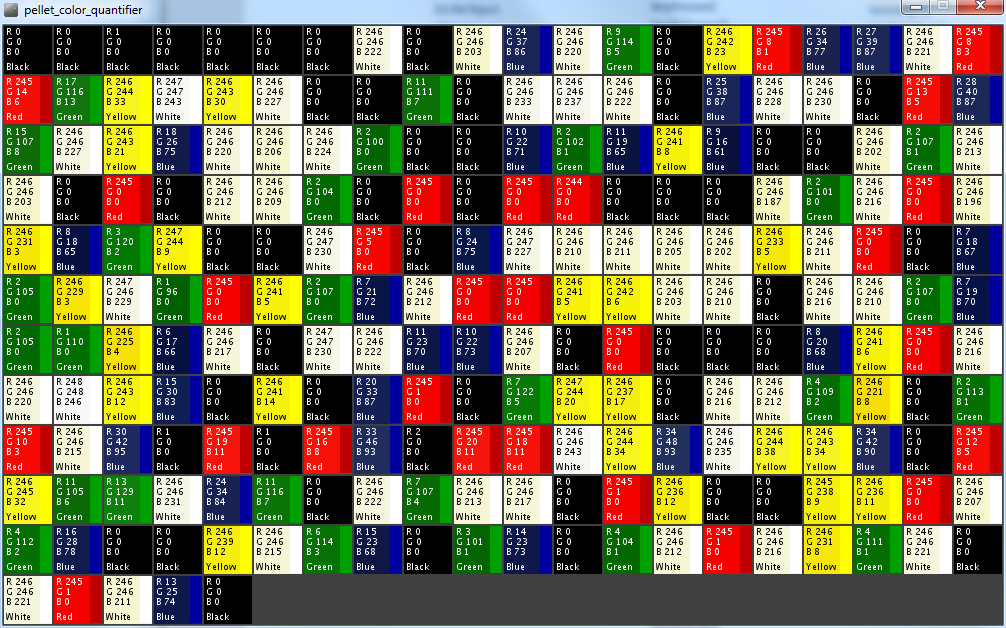 pellet_color_quantifier
R 0 R 0 R 1 R 0 R 0 R 0 R 0 R 246 R 0 R 246 R 24 R 246 R 9 R 0 R 246 R 245 R 26 R 27 R 246 R 245
G 0 G 0 G 0 G 0 G 0 G 0 G 0 G 246 G 0 G 246 G 37 G 246 G 114 G 0 G 242 G 8 G 34 G 39 G 246 G 8
B 0 B 0 B 0 B 0 B 0 B 0 B 0 B 222 B 0 B 203 B 86 B 220 B 5 B 0 B 23 B 1 B 77 B 87 B 221 B 3
Black Black Black Black Black Black Black White Black White Blue White Green Black Yellow Red Blue Blue White Red
R 245 R 17 R 246 R 247 R 246 R 246 R 0 R 0 R 11 R 0 R 246 R 246 R 246 R 0 R 25 R 246 R 246 R 0 R 245 R 28
G 14 G 116 G 244 G 247 G 243 G 246 G 0 G 0 G 111 G 0 G 246 G 246 G 246 G 0 G 38 G 246 G 246 G 0 G 13 G 40
B 6 B 13 B 33 B 243 B 30 B 227 B 0 B 0 B 7 B 0 B 233 B 237 B 222 B 0 B 87 B 228 B 230 B 0 B 5 B 87
Red Green Yellow White Yellow White Black Black Green Black White White White Black Blue White White Black Red Blue
R 15 R 246 R 246 R 18 R 246 R 246 R 246 R 2 R 0 R 0 R 10 R 2 R 11 R 246 R 9 R 0 R 0 R 246 R 2 R 246
G 107 G 246 G 243 G 26 G 246 G 246 G 246 G 100 G 0 G 0 G 22 G 102 G 19 G 241 G 16 G 0 G 0 G 246 G 107 G 246
B 8 B 227 B 21 B 75 B 220 B 206 B 224 B 0 B 0 B 0 B 71 B 1 B 65 B 8 B 61 B 0 B 0 B 202 B 1 B 213
Green White Yellow Blue White White White Green Black Black Blue Green Blue Yellow Blue Black Black White Green White
R 246 R 0 R 245 R 0 R 246 R 246 R 2 R 0 R 245 R 0 R 245 R 244 R 0 R 0 R 0 R 246 R 2 R 246 R 245 R 246
G 246 G 0 G 0 G 0 G 246 G 246 G 104 G 0 G 0 G 0 G 0 G 0 G 0 G 0 G 0 G 246 G 101 G 246 G 0 G 246
B 203 B 0 B 0 B 0 B 212 B 209 B 0 B 0 B 0 B 0 B 0 B 0 B 0 B 0 B 0 B 187 B 0 B 216 B 0 B 196
White Black Red Black White White Green Black Red Black Red Red Black Black Black White Green White Red White
R 246 R 8 R 3 R 247 R 0 R 0 R 246 R 245 R 0 R 8 R 246 R 246 R 246 R 246 R 246 R 246 R 246 R 245 R 0 R 7
G 231 G 18 G 120 G 244 G 0 G 0 G 247 G 5 G 0 G 24 G 247 G 246 G 246 G 246 G 246 G 233 G 246 G 0 G 0 G 18
B 3 B 65 B 2 B 9 B 0 B 0 B 230 B 0 B 0 B 75 B 227 B 210 B 211 B 205 B 202 B 5 B 211 B 0 B 0 B 67
Yellow Blue Green Yellow Black Black White Red Black Blue White White White White White Yellow White Red Black Blue
R 2 R 246 R 247 R 1 R 245 R 246 R 2 R 7 R 246 R 245 R 245 R 246 R 246 R 246 R 246 R 0 R 246 R 246 R 2 R 7
G 105 G 229 G 246 G 96 G 0 G 241 G 107 G 21 G 246 G 0 G 0 G 241 G 242 G 246 G 246 G 0 G 246 G 246 G 107 G 19
B 0 B 3 B 229 B 0 B 0 B 5 B 0 B 72 B 212 B 0 B 0 B 5 B 6 B 203 B 210 B 0 B 216 B 210 B 0 B 70
Green Yellow White Green Red Yellow Green Blue White Red Red Yellow Yellow White White Black White White Green Blue
R 2 R 1 R 246 R 6 R 246 R 0 R 247 R 246 R 11 R 10 R 246 R 0 R 245 R 0 R 0 R 0 R 8 R 246 R 245 R 246
G 105 G 110 G 225 G 17 G 246 G 0 G 247 G 246 G 23 G 22 G 246 G 0 G 0 G 0 G 0 G 0 G 20 G 241 G 0 G 246
B 0 B 0 B 4 B 66 B 217 B 0 B 230 B 222 B 70 B 73 B 207 B 0 B 0 B 0 B 0 B 0 B 68 B 6 B 0 B 216
Green Green Yellow Blue White Black White White Blue Blue White Black Red Black Black Black Blue Yellow Red White
R 246 R 248 R 246 R 15 R 0 R 246 R 0 R 20 R 245 R 0 R 7 R 247 R 246 R 0 R 246 R 246 R 4 R 246 R 0 R 2
G 246 G 248 G 243 G 30 G 0 G 241 G 0 G 33 G 1 G 0 G 122 G 244 G 237 G 0 G 246 G 246 G 109 G 221 G 0 G 113
B 220 B 246 B 12 B 83 B 0 B 14 B 0 B 87 B 0 B 0 B 5 B 20 B 17 B 0 B 216 B 212 B 2 B 8 B 0 B 1
White White Yellow Blue Black Yellow Black Blue Red Black Green Yellow Yellow Black White White Green Yellow Black Green
R 245 R 246 R 30 R 1 R 245 R 1 R 245 R 33 R 0 R 245 R 245 R 246 R 246 R 34 R 246 R 246 R 246 R 34 R 0 R 245
G 10 G 246 G 42 G 0 G 19 G 0 G 16 G 46 G 0 G 20 G 18 G 246 G 244 G 48 G 246 G 244 G 243 G 42 G 0 G 12
B 3 B 215 B 95 B 0 B 11 B 0 B 8 B 93 B 0 B 11 B 11 B 243 B 34 B 93 B 235 B 38 B 34 B 90 B 0 B 5
Red White Blue Black Red Black Red Blue Black Red Red White Yellow Blue White Yellow Yellow Blue Black Red
R 246 R 11 R 13 R 246 R 24 R 11 R 0 R 246 R 7 R 246 R 246 R 0 R 245 R 246 R 0 R 0 R 245 R 246 R 245 R 246
G 245 G 105 G 129 G 246 G 34 G 116 G 0 G 246 G 107 G 246 G 246 G 0 G 1 G 236 G 0 G 0 G 238 G 236 G 0 G 246
B 32 B 6 B 11 B 231 B 84 B 7 B 0 B 222 B 4 B 213 B 217 B 0 B 0 B 12 B 0 B 0 B 9 B 11 B 0 B 207
Yellow Green Green White Blue Green Black White Green White White Black Red Yellow Black Black Yellow Yellow Red White
R 4 R 16 R 0 R 0 R 246 R 246 R 6 R 15 R 0 R 3 R 14 R 0 R 4 R 246 R 245 R 246 R 246 R 4 R 246 R 0
G 112 G 28 G 0 G 0 G 239 G 246 G 114 G 23 G 0 G 101 G 23 G 0 G 104 G 246 G 1 G 246 G 231 G 111 G 246 G 0
B 2 B 78 B 0 B 0 B 12 B 215 B 3 B 68 B 0 B 1 B 73 B 0 B 1 B 212 B 0 B 216 B 8 B 1 B 221 B 0
Green Blue Black Black Yellow White Green Blue Black Green Blue Black Green White Red White Yellow Green White Black
R 246 R 245 R 246 R 13 R 0
G 246 G 1 G 246 G 25 G 0
B 221 B 0 B 211 B 74 B 0
White Red White Blue Black